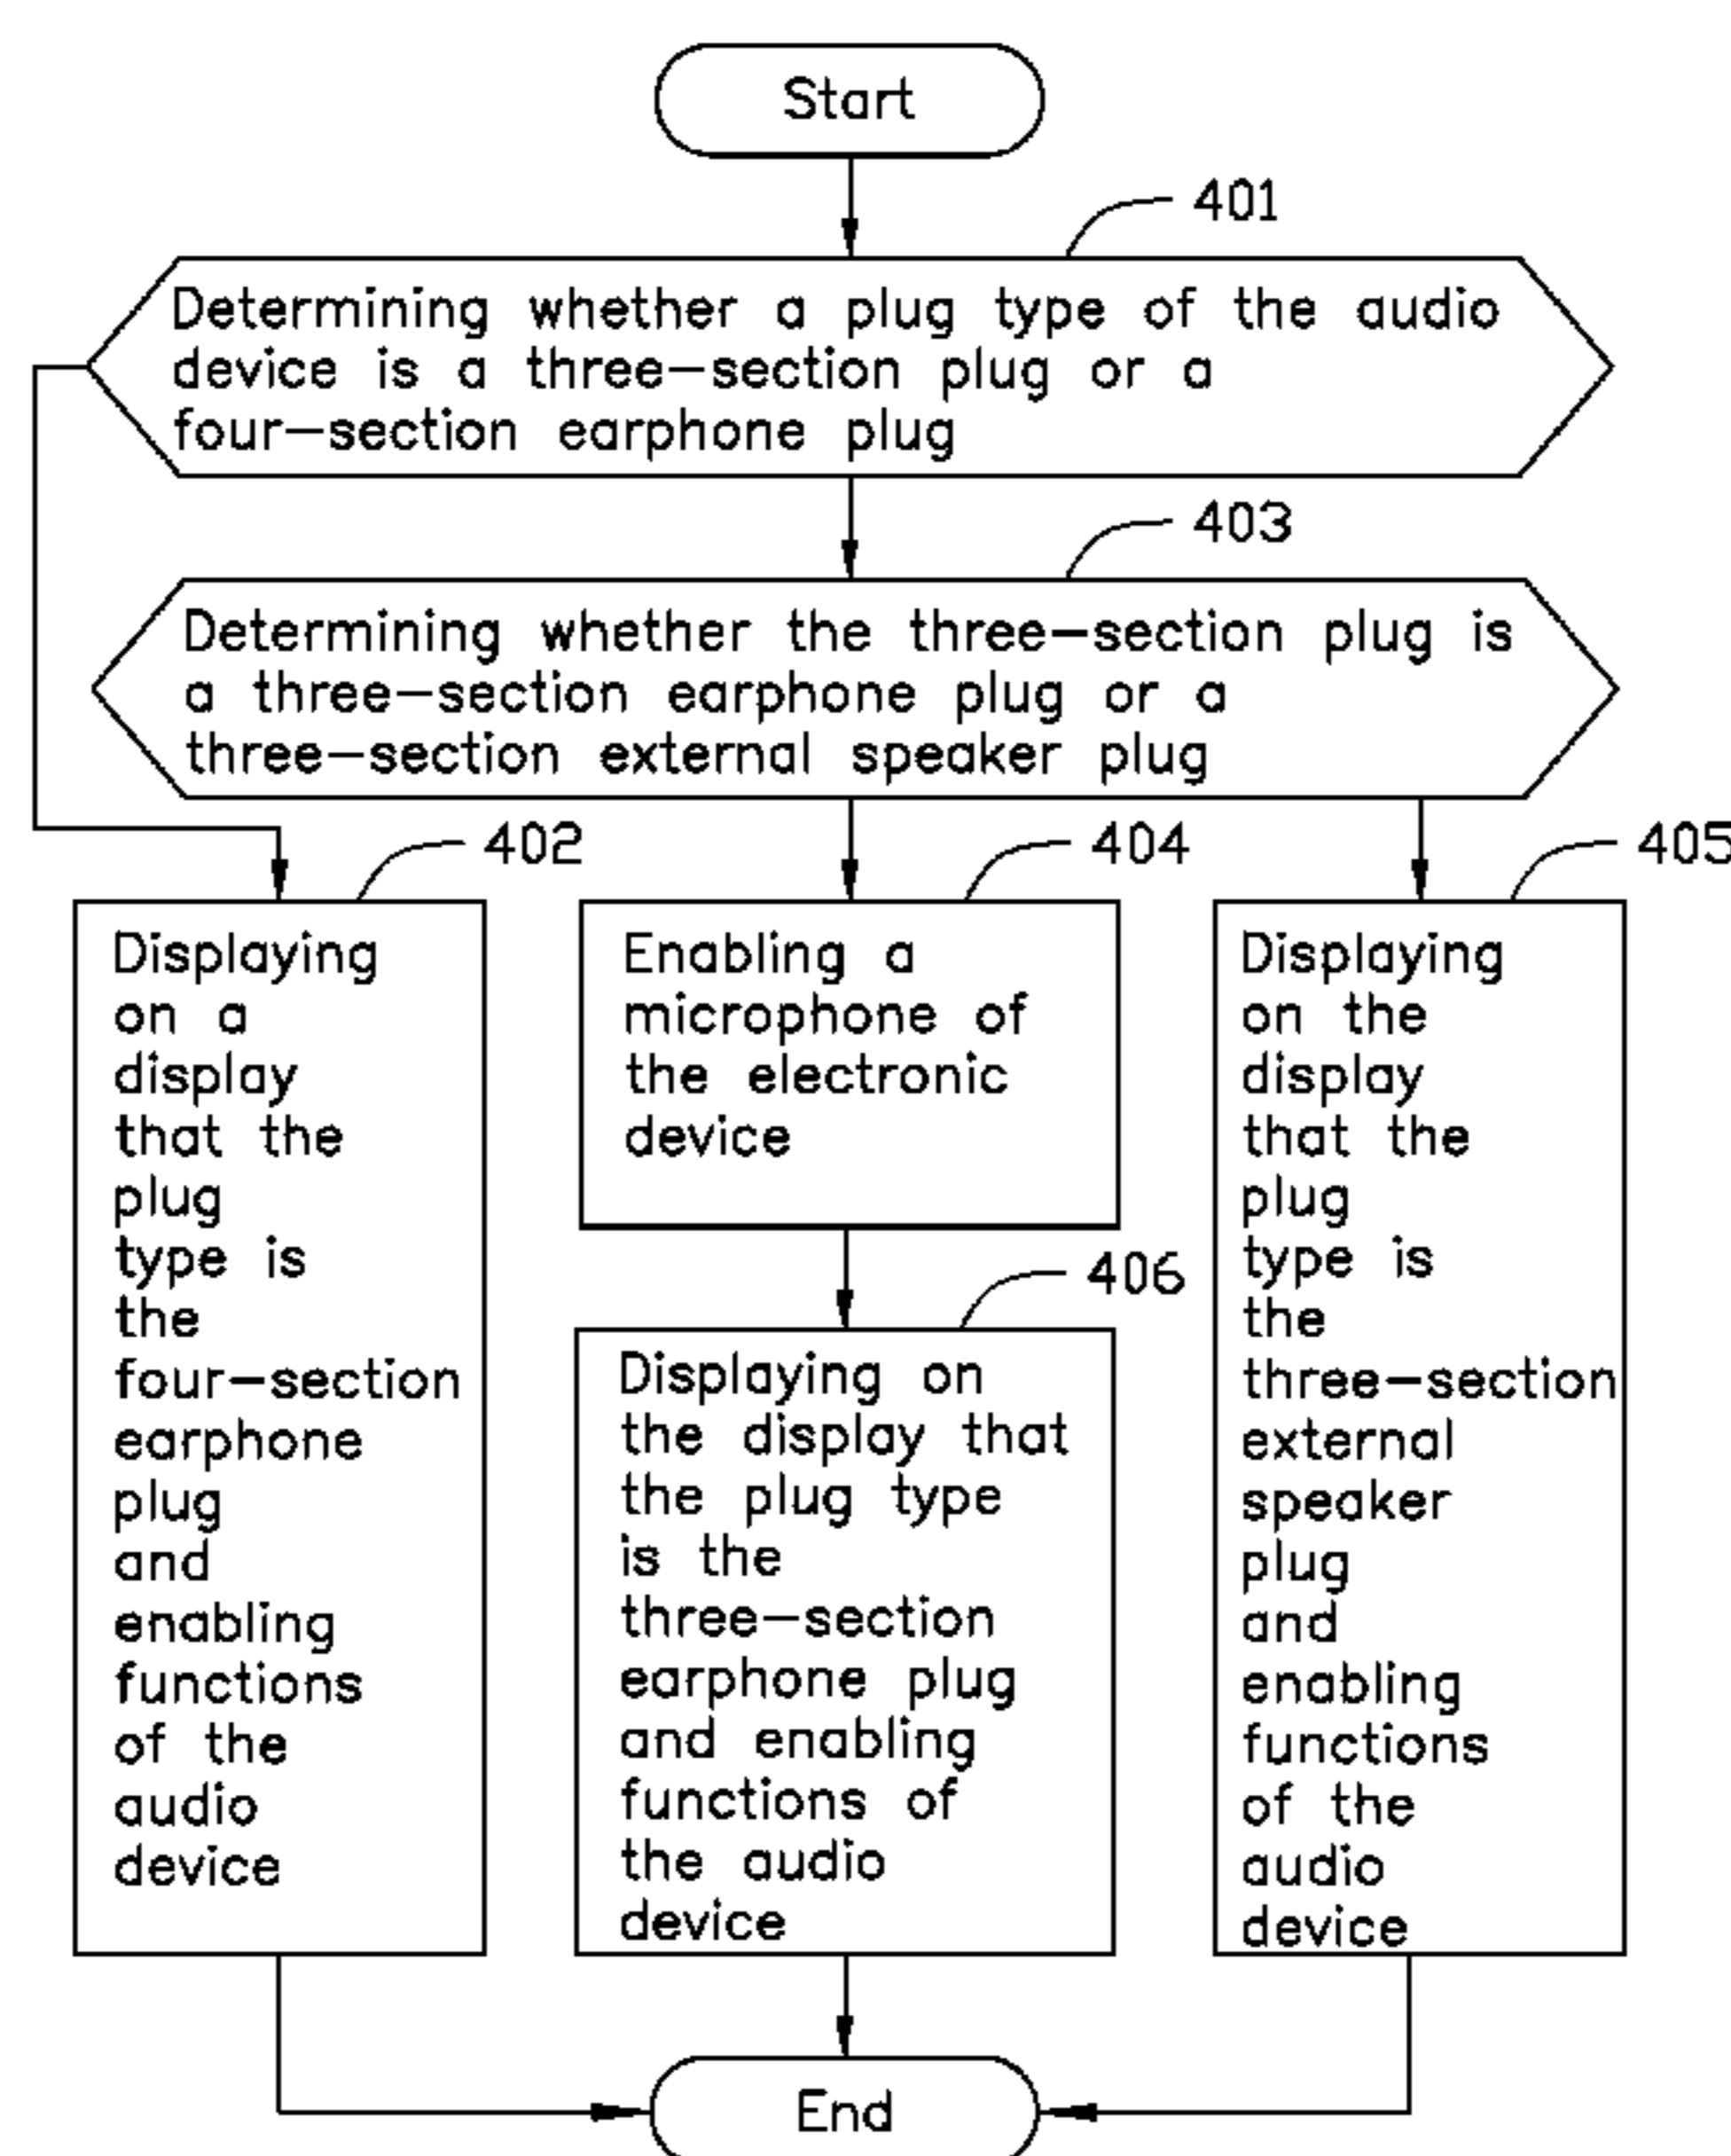 Start
401
Determining whether a plug type of the audio
device is a three-section plug or a
four-section earphone plug
403
Determining whether the three-section plug is
a three-section earphone plug or a
three-section external speaker plug
402
Displaying
on a
display
that the
plug
type is
the
four-section
earphone
plug
and
enabling
functions
of the
audio
device
404
Enabling a
microphone of
the electronic
device
406
Displaying on
the display that
the plug type
is the
three-section
earphone plug
and enabling
functions of
the audio
device
405
Displaying
on the
display
that the
plug
type is
the
three-section
external
speaker
plug
and
enabling
functions
of the
audio
device
End